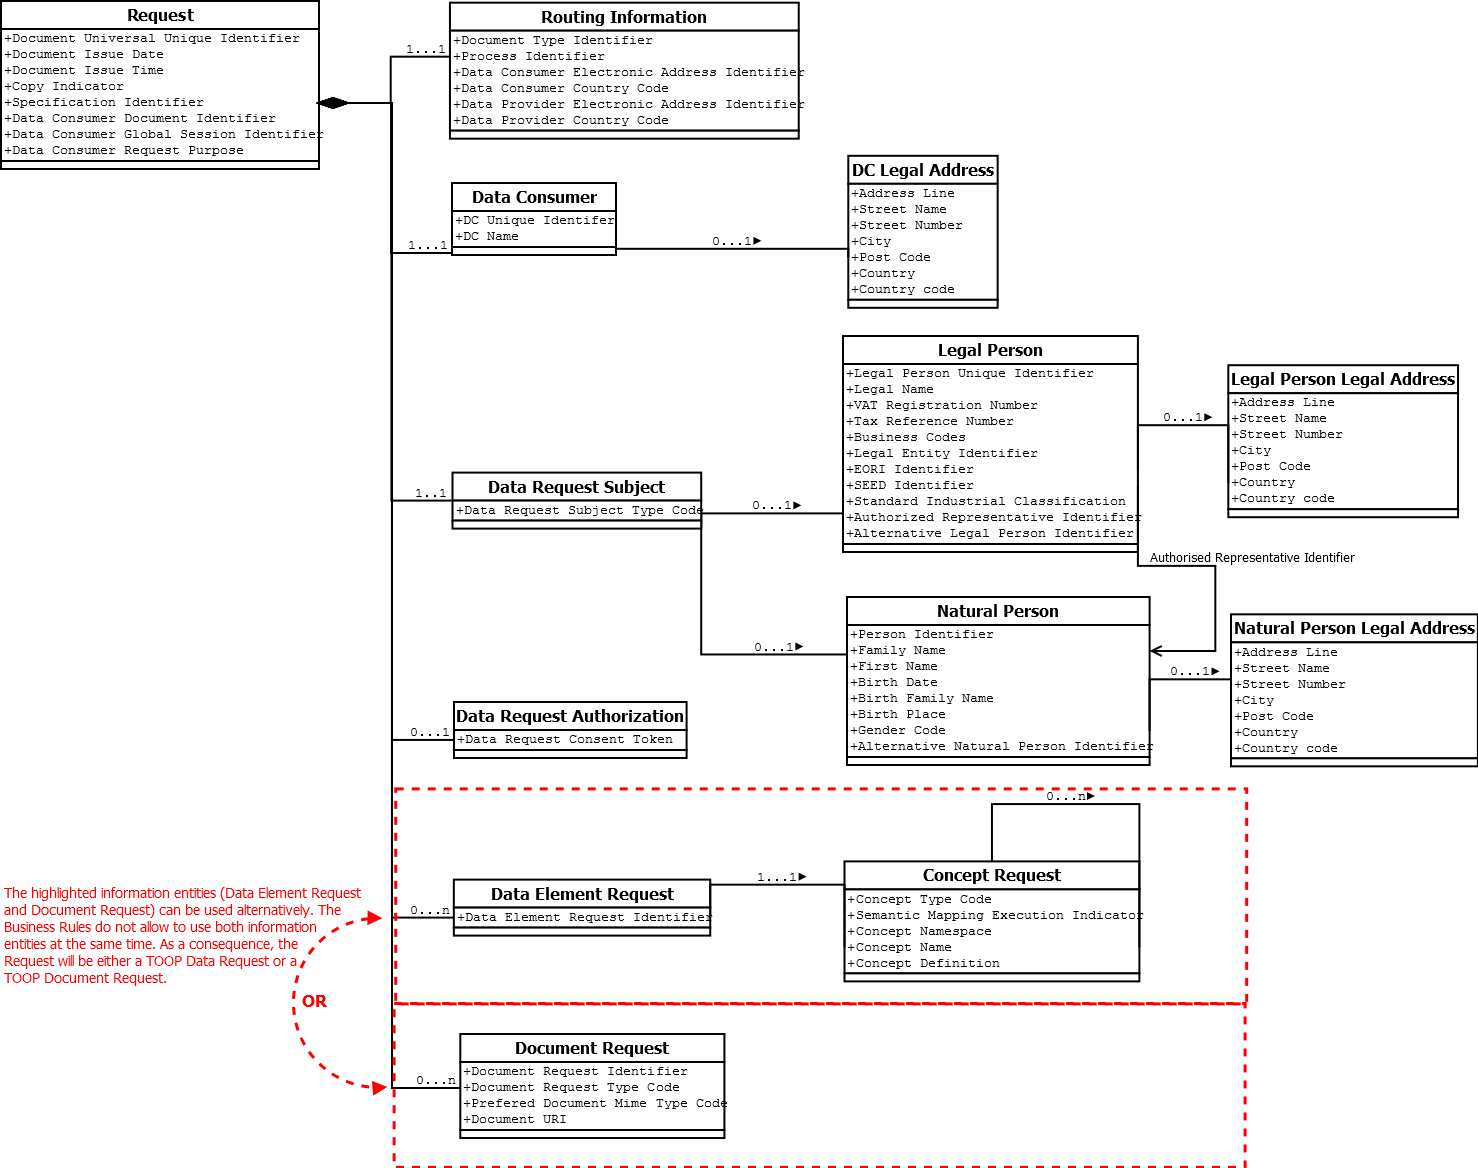 Request
+Document Universal Unique Identifier
+Document Issue Date
+Document Issue Time
+Copy Indicator
+Specification Identifier
+Data Consumer Document Identifier
+Data Consumer Global Session Identifier
+Data Consumer Request Purpose
1...1
Routing Information
+Document Type Identifier
+Process Identifier
+Data Consumer Electronic Address Identifier
+Data Consumer Country Code
+Data Provider Electronic Address Identifier
+Data Provider Country Code
1...1
Data Consumer
+DC Unique Identifer
+DC Name
0...1
DC Legal Address
+Address Line
+Street Name
+Street Number
+City
+Post Code
+Country
+Country code
1..1
Data Request Subject
+Data Request Subject Type Code
0...1
Legal Person
+Legal Person Unique Identifier
+Legal Name
+VAT Registration Number
+Tax Reference Number
+Business Codes
+Legal Entity Identifier
+EORI Identifier
+SEED Identifier
+Standard Industrial Classification
+Authorized Representative Identifier
+Alternative Legal Person Identifier
0...1
Legal Person Legal Address
+Address Line
+Street Name
+Street Number
+City
+Post Code
+Country
+Country code
Authorised Representative Identifier
0...1
Natural Person
+Person Identifier
+Family Name
+First Name
+Birth Date
+Birth Family Name
+Birth Place
+Gender Code
+Alternative Natural Person Identifier
0...1
Natural Person Legal Address
+Address Line
+Street Name
+Street Number
+City
+Post Code
+Country
+Country code
0...1
Data Request Authorization
+Data Request Consent Token
0...n
Data Element Request
+Data Element Request Identifier
1...1
0...n
Concept Request
+Concept Type Code
+Semantic Mapping Execution Indicator
+Concept Namespace
+Concept Name
+Concept Definition
The highlighted information entities (Data Element Request
and Document Request) can be used alternatively. The
Business Rules do not allow to use both information
entities at the same time. As a consequence, the
Request will be either a TOOP Data Request or a
TOOP Document Request.
OR
0...n
Document Request
+Document Request Identifier
+Document Request Type Code
+Prefered Document Mime Type Code
+Document URI